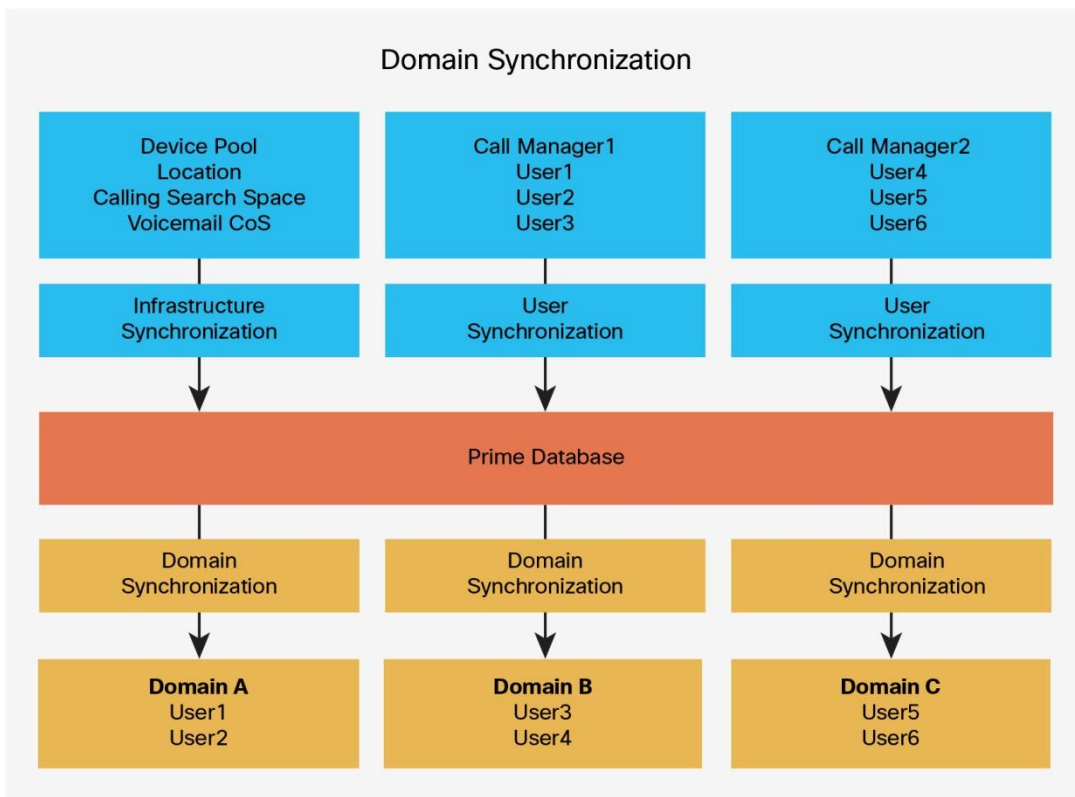 Domain Synchronization
Device Pool
Location
Calling Search Space
Voicemail CoS
Call Manager1
User1
User2
User3
Call Manager2
User4
User5
User6
Infrastructure
Synchronization
User
Synchronization
User
Synchronization
Prime Database
Domain
Synchronization
Domain
Synchronization
Domain
Synchronization
Domain A
User1
User2
Domain B
User3
User4
Domain C
User5
User6